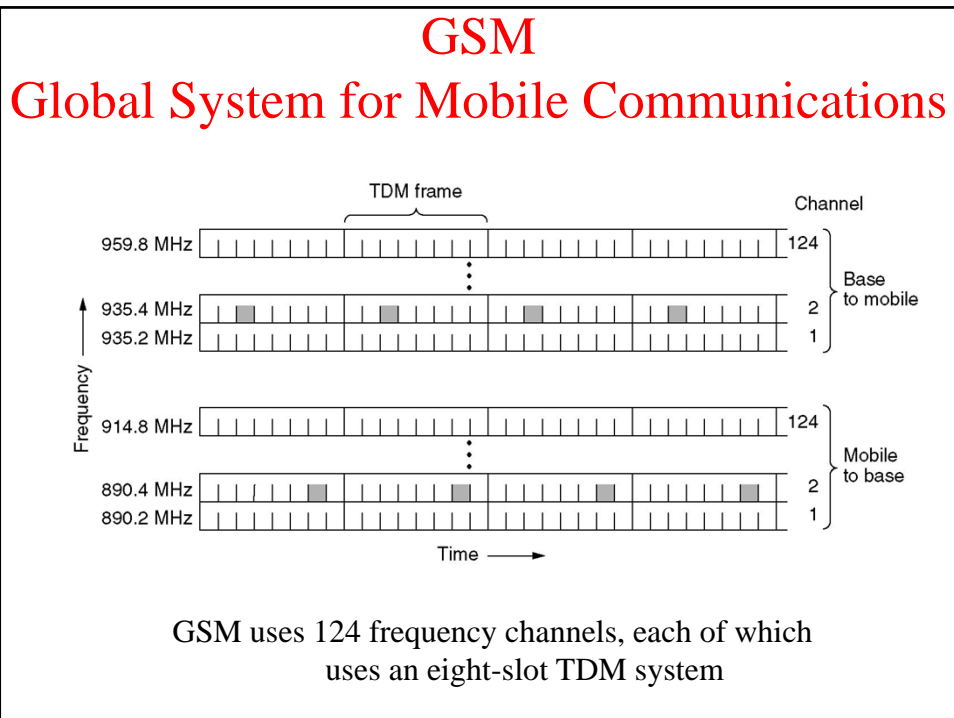 GSM
Global System for Mobile Communications
TDM frame
Channel
959.8 MHz 124
Base
to mobile
935.4 MHz 2
935.2 MHz 1
Frequency
914.8 MHz 124
Mobile
to base
890.4 MHz 2
890.2 MHz 1
Time
GSM uses 124 frequency channels, each of which
uses an eight-slot TDM system